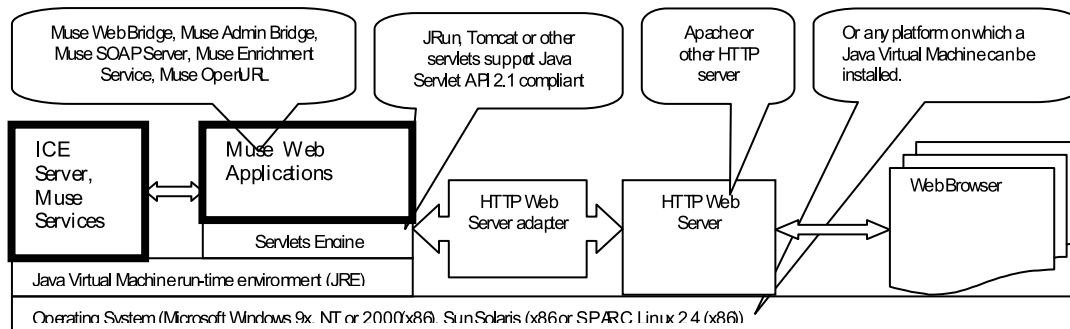 Muse Web Bridge, Muse Admin Bridge,
Muse SOAP Server, Muse Enrichment
Service, Muse OpenURL
JRun, Tomcat or other
servlets support Java
Servlet API 2.1 compliant
Apache or
other HTTP
server
Or any platform on which a
Java Virtual Machine can be
installed.
ICE
Server,
Muse
Services
Muse Web
Applications
Servlets Engine
HTTP Web
Server adapter
HTTP Web
Server
Web Browser
Java Virtual Machine run-time environment (JRE)
Operating System (Microsoft Windows 9x, NT or 2000(x86), Sun Solaris (x86 or SPARC, Linux 2.4 (x86))